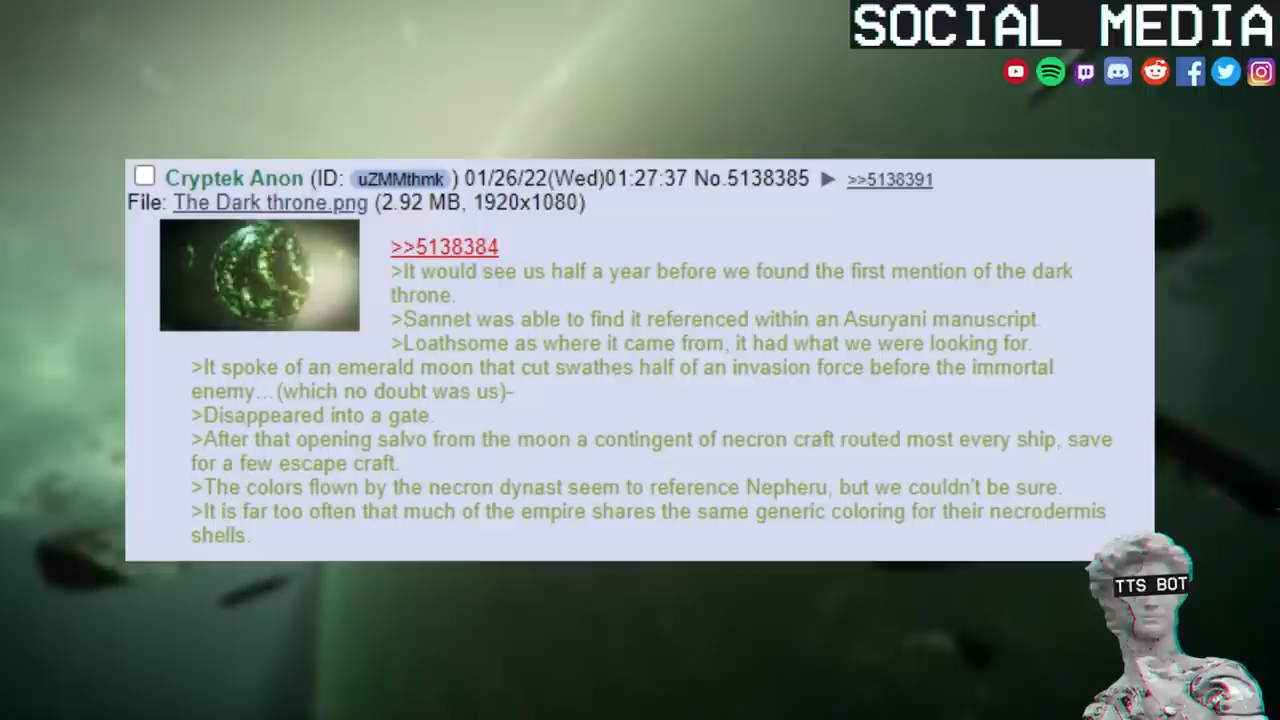 SOCIAL MEDIA
Cryptek Anon (ID: uZMMthmk ) 01/26/22(Wed)01:27:37 No.5138385 ▶ >>5138391
File: The Dark throne.png (2.92 MB, 1920x1080)
>>5138384
>It would see us half a year before we found the first mention of the dark
throne.
>Sannet was able to find it referenced within an Asuryani manuscript.
>Loathsome as where it came from, it had what we were looking for.
>It spoke of an emerald moon that cut swathes half of an invasion force before the immortal
enemy…(which no doubt was us)-
>Disappeared into a gate.
>After that opening salvo from the moon a contingent of necron craft routed most every ship, save
for a few escape craft.
>The colors flown by the necron dynast seem to reference Nepheru, but we couldn't be sure.
>It is far too often that much of the empire shares the same generic coloring for their necrodermis
shells.
TTS BOT